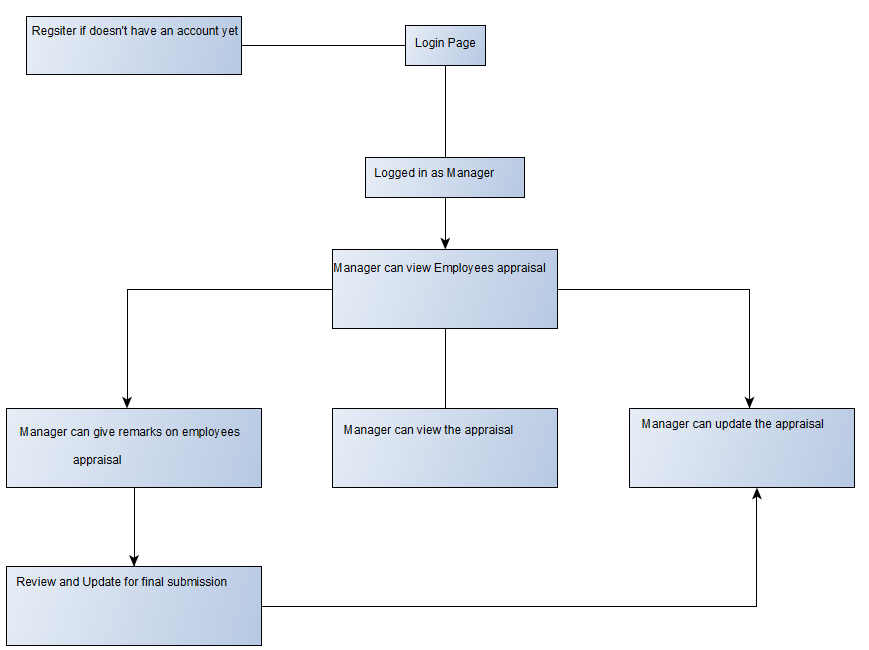 Regsiter if doesn't have an account yet
Login Page
Logged in as Manager
Manager can view Employees appraisal
Manager can give remarks on employees
appraisal
Manager can view the appraisal
Manager can update the appraisal
Review and Update for final submission